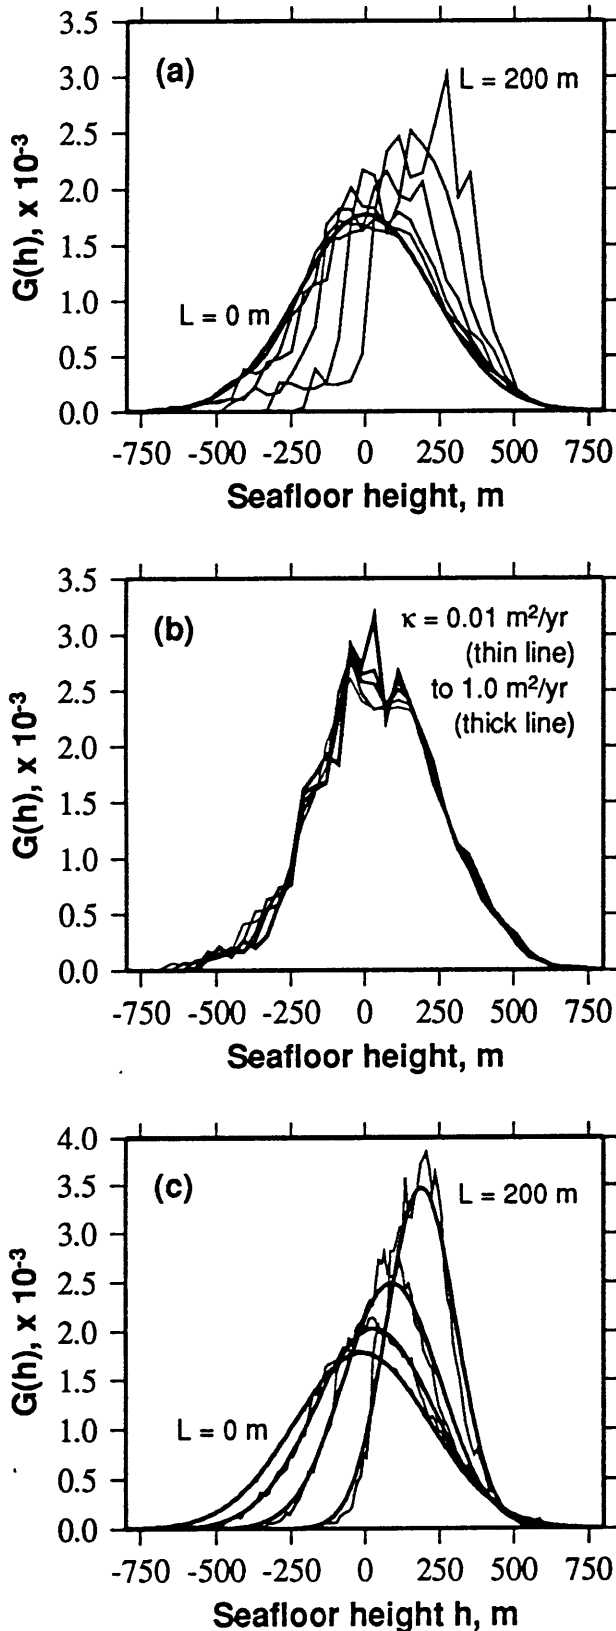 3.5
3.0
2.5
2.0
1.5
1.0
0.5
0.0
G(h), x 10⁻³
(a)
L = 200 m
L = 0 m
-750 -500 -250 0 250 500 750
Seafloor height, m
3.5
3.0
2.5
2.0
1.5
1.0
0.5
0.0
G(h), x 10⁻³
(b)
κ = 0.01 m²/yr
(thin line)
to 1.0 m²/yr
(thick line)
-750 -500 -250 0 250 500 750
Seafloor height, m
4.0
3.5
3.0
2.5
2.0
1.5
1.0
0.5
0.0
G(h), x 10⁻³
(c)
L = 200 m
L = 0 m
-750 -500 -250 0 250 500 750
Seafloor height h, m